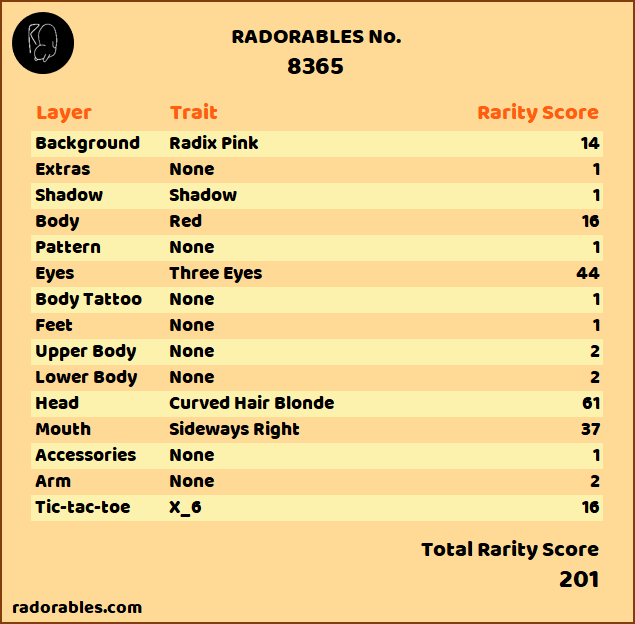 RADORABLES No.
8365
Layer Trait Rarity Score
Background Radix Pink 14
Extras None 1
Shadow Shadow 1
Body Red 16
Pattern None 1
Eyes Three Eyes 44
Body Tattoo None 1
Feet None 1
Upper Body None 2
Lower Body None 2
Head Curved Hair Blonde 61
Mouth Sideways Right 37
Accessories None 1
Arm None 2
Tic-tac-toe X_6 16
Total Rarity Score
201
radorables.com